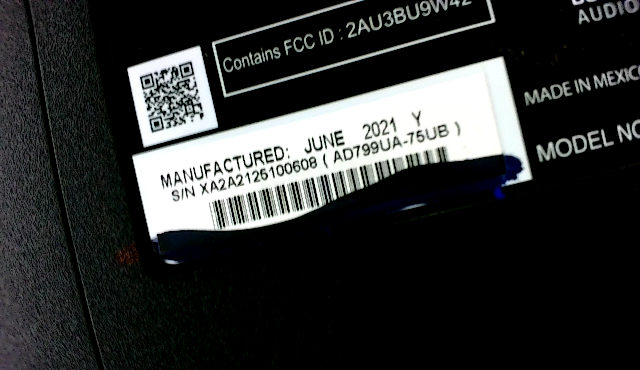 Contains FCC ID : 2AU3BU9W42
AUDIO
MADE IN MEXICO
MANUFACTURED: JUNE 2021 Y
S/N XA2A2125100608 ( AD799UA-75UB )
MODEL NO